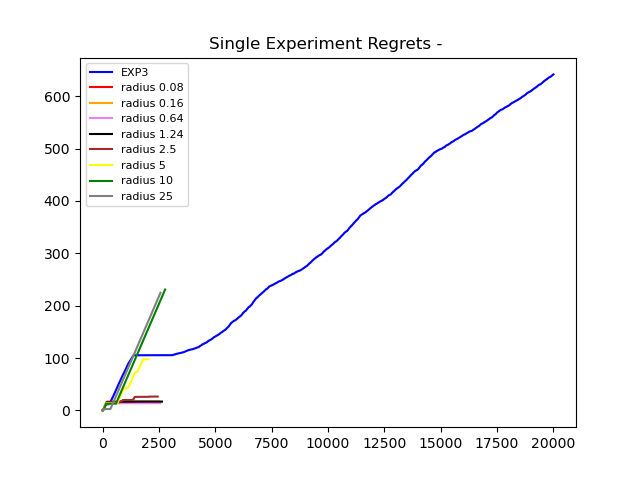 Single Experiment Regrets -
EXP3
radius 0.08
radius 0.16
radius 0.64
radius 1.24
radius 2.5
radius 5
radius 10
radius 25
600
500
400
300
200
100
0
0 2500 5000 7500 10000 12500 15000 17500 20000